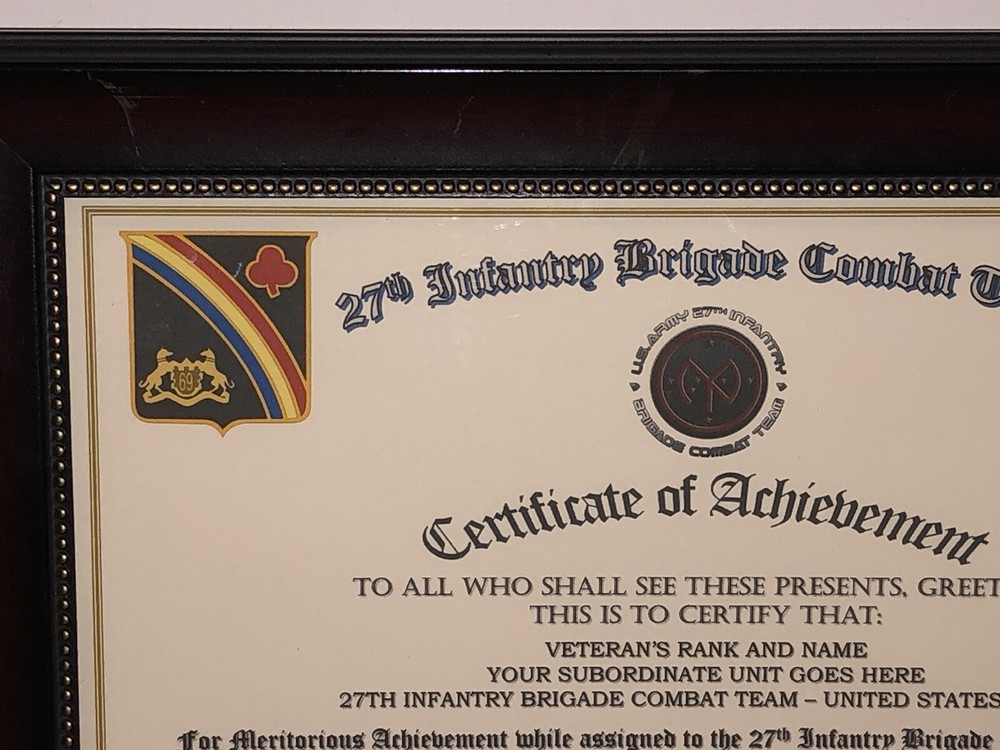 27th Infantry Brigade Combat
U.S. ARMY 27TH INFANTRY
BRIGADE COMBAT TEAM
69
Certificate of Achievement
TO ALL WHO SHALL SEE THESE PRESENTS, GREET
THIS IS TO CERTIFY THAT:
VETERAN'S RANK AND NAME
YOUR SUBORDINATE UNIT GOES HERE
27TH INFANTRY BRIGADE COMBAT TEAM – UNITED STATES
For Meritorious Achievement while assigned to the 27th Infantry Brigade